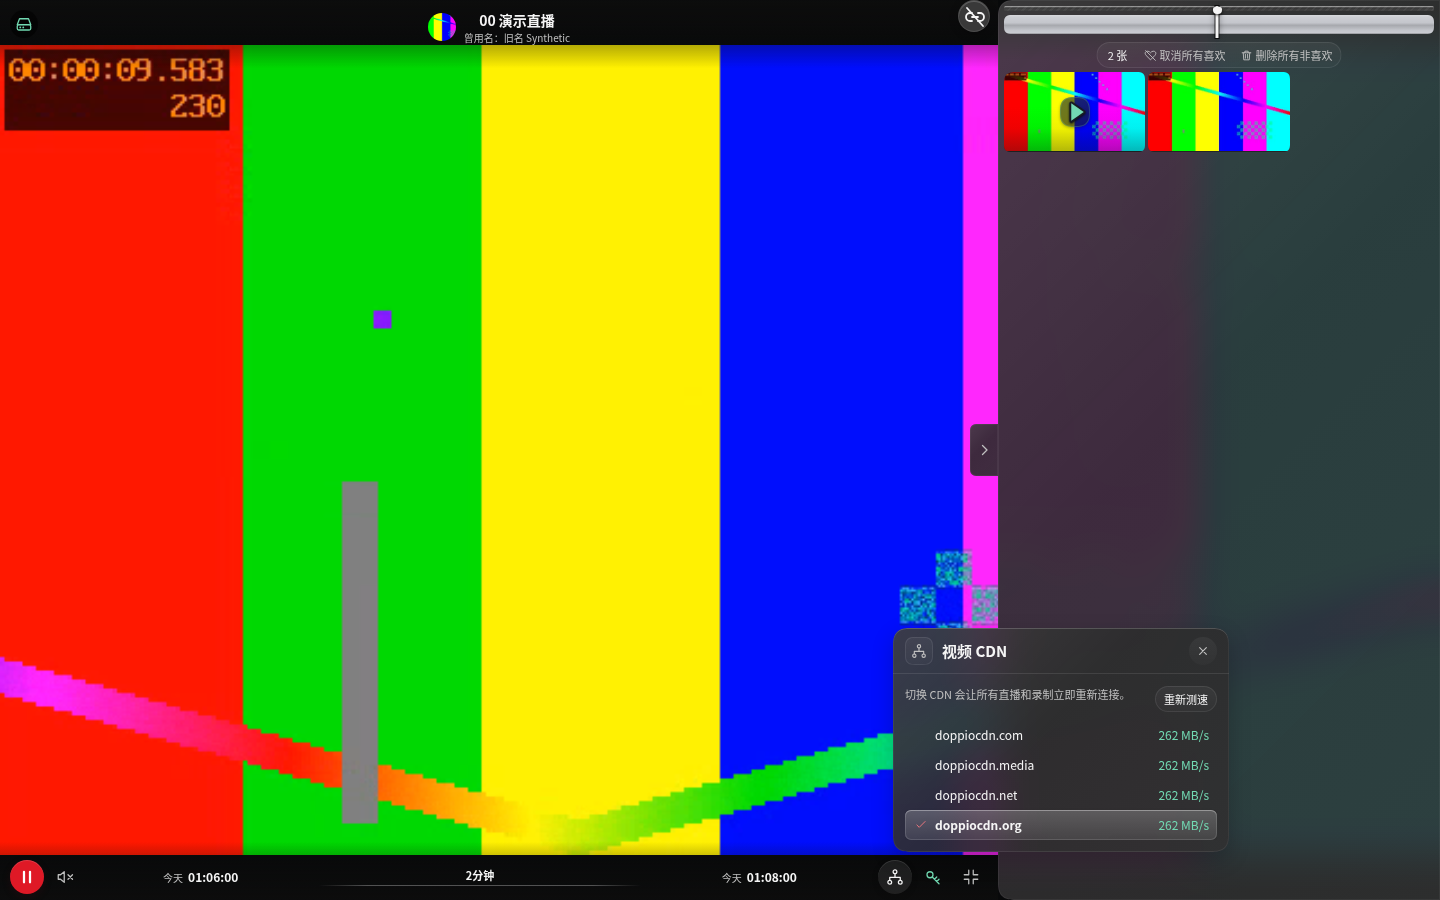 00 演示直播
曾用名：旧名 Synthetic
00:00:09.583
230
2 张 取消所有喜欢 删除所有非喜欢
视频 CDN
切换 CDN 会让所有直播和录制立即重新连接。
重新测速
doppiocdn.com 262 MB/s
doppiocdn.media 262 MB/s
doppiocdn.net 262 MB/s
doppiocdn.org 262 MB/s
今天 01:06:00 2分钟 今天 01:08:00